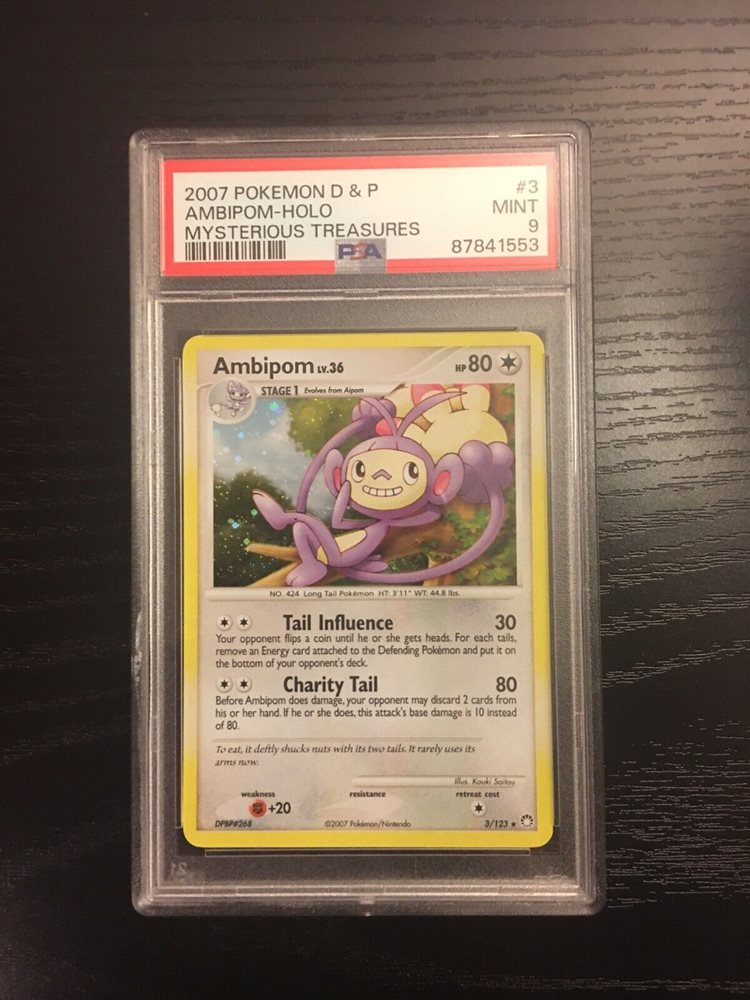 2007 POKEMON D & P #3
AMBIPOM-HOLO MINT
MYSTERIOUS TREASURES 9
PSA 87841553
Ambipom LV.36 HP 80
STAGE 1 Evolves from Aipom
NO. 424 Long Tail Pokémon HT: 3'11" WT: 44.8 lbs.
Tail Influence 30
Your opponent flips a coin until he or she gets heads. For each tails,
remove an Energy card attached to the Defending Pokémon and put it on
the bottom of your opponent's deck.
Charity Tail 80
Before Ambipom does damage, your opponent may discard 2 cards from
his or her hand. If he or she does, this attack's base damage is 10 instead
of 80.
To eat, it deftly shucks nuts with its two tails. It rarely uses its
arms now.
Illus. Kouki Saitou
weakness resistance retreat cost
+20
DPBP#268 ©2007 Pokémon/Nintendo 3/123 ★